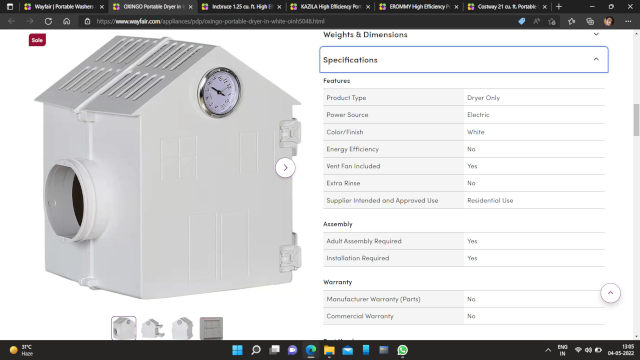 Wayfair | Portable Washers
OXINGO Portable Dryer in W
Indnruce 1.25 cu. ft. High Eff
KAZILA High Efficiency Port
EROMMY High Efficiency Po
Costway 21 cu. ft. Portable
https://www.wayfair.com/appliances/pdp/oxingo-portable-dryer-in-white-oinh5048.html
Sale
Weights & Dimensions
Specifications
Features
Product Type Dryer Only
Power Source Electric
Color/Finish White
Energy Efficiency No
Vent Fan Included Yes
Extra Rinse No
Supplier Intended and Approved Use Residential Use
Assembly
Adult Assembly Required Yes
Installation Required Yes
Warranty
Manufacturer Warranty (Parts) No
Commercial Warranty No
31°C
Haze
ENG
IN
13:05
04-05-2022